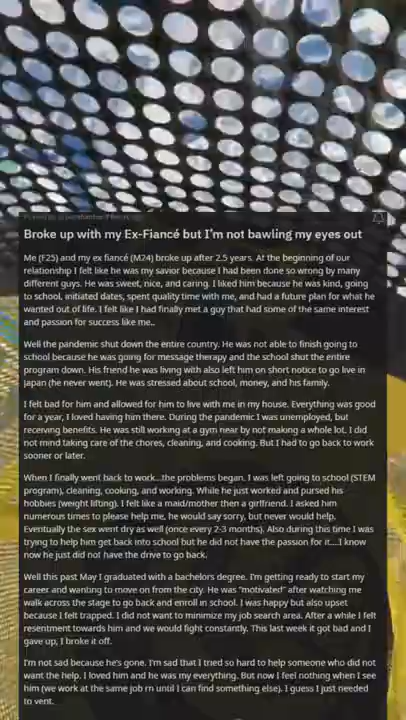 Broke up with my Ex-Fiancé but I'm not bawling my eyes out
Me (F25) and my ex fiancé (M24) broke up after 2.5 years. At the beginning of our
relationship I felt like he was my savior because I had been done so wrong by many
different guys. He was sweet, nice, and caring. I liked him because he was kind, going
to school, initiated dates, spent quality time with me, and had a future plan for what he
wanted out of life. I felt like I had finally met a guy that had some of the same interest
and passion for success like me..
Well the pandemic shut down the entire country. He was not able to finish going to
school because he was going for message therapy and the school shut the entire
program down. His friend he was living with also left him on short notice to go live in
japan (he never went). He was stressed about school, money, and his family.
I felt bad for him and allowed for him to live with me in my house. Everything was good
for a year, I loved having him there. During the pandemic I was unemployed, but
receiving benefits. He was still working at a gym near by not making a whole lot. I did
not mind taking care of the chores, cleaning, and cooking. But I had to go back to work
sooner or later.
When I finally went back to work...the problems began. I was left going to school (STEM
program), cleaning, cooking, and working. While he just worked and pursed his
hobbies (weight lifting). I felt like a maid/mother then a girlfriend. I asked him
numerous times to please help me, he would say sorry, but never would help.
Eventually the sex went dry as well (once every 2-3 months). Also during this time I was
trying to help him get back into school but he did not have the passion for it....I know
now he just did not have the drive to go back.
Well this past May I graduated with a bachelors degree. I'm getting ready to start my
career and wanting to move on from the city. He was "motivated" after watching me
walk across the stage to go back and enroll in school. I was happy but also upset
because I felt trapped. I did not want to minimize my job search area. After a while I felt
resentment towards him and we would fight constantly. This last week it got bad and I
gave up, I broke it off.
I'm not sad because he's gone. I'm sad that I tried so hard to help someone who did not
want the help. I loved him and he was my everything. But now I feel nothing when I see
him (we work at the same job rn until I can find something else). I guess I just needed
to vent.